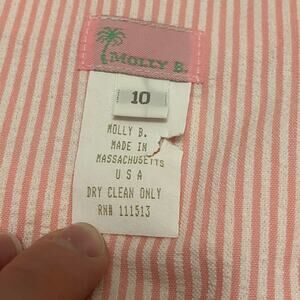 MOLLY B.
10
MOLLY B.
MADE IN
MASSACHUSETTS
U S A
DRY CLEAN ONLY
RN# 111513